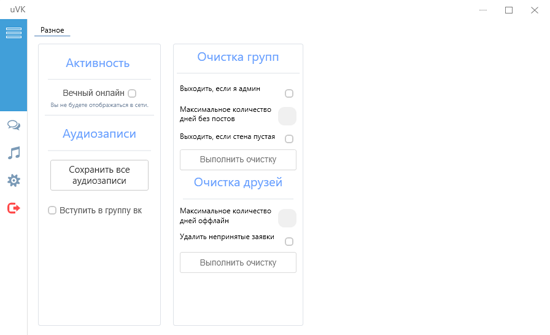 uVK
Разное
Активность
Вечный онлайн
Вы не будете отображаться в сети.
Аудиозаписи
Сохранить все
аудиозаписи
Вступить в группу вк
Очистка групп
Выходить, если я админ
Максимальное количество
дней без постов
Выходить, если стена пустая
Выполнить очистку
Очистка друзей
Максимальное количество
дней оффлайн
Удалить непринятые заявки
Выполнить очистку